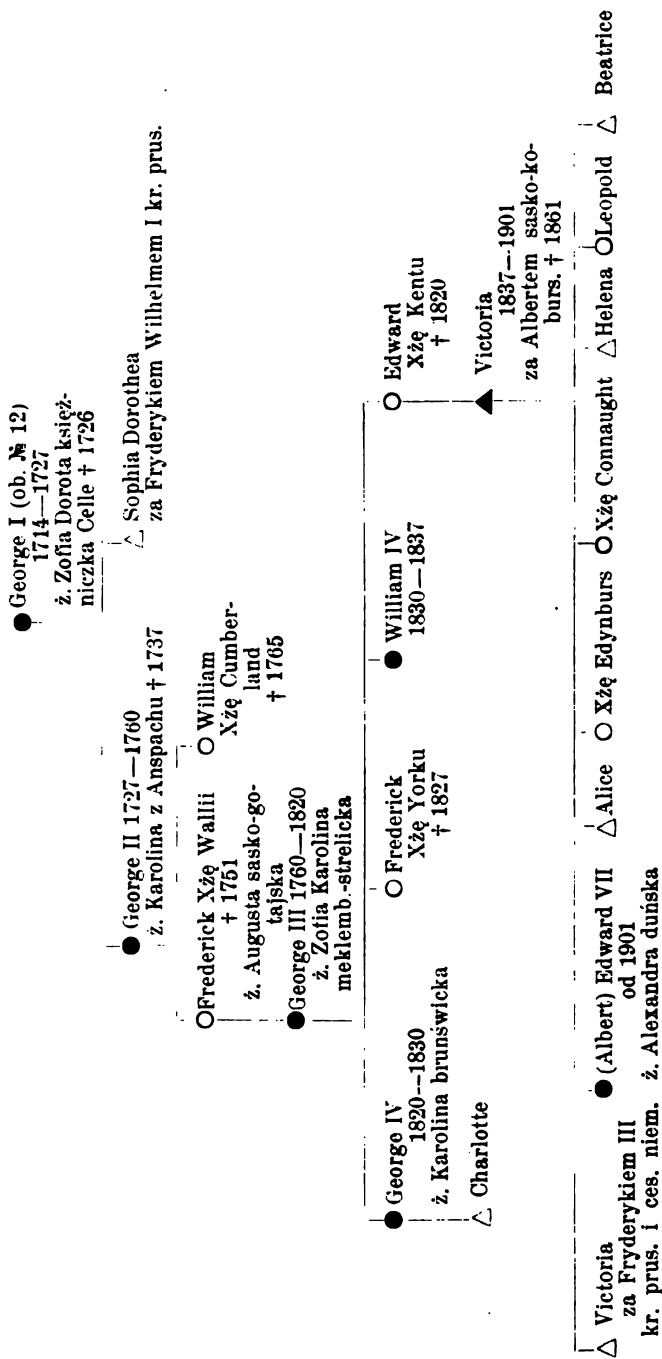 George I (ob. № 12)
1714—1727
ż. Zofia Dorota księż-
niczka Celle † 1726
George II 1727—1760
ż. Karolina z Anspachu † 1737
Sophia Dorothea
za Fryderykiem Wilhelmem I kr. prus.
Frederick Xżę Wallii
† 1751
ż. Augusta sasko-go-
tajska
William
Xżę Cumber-
land
† 1765
George III 1760—1820
ż. Zofia Karolina
meklemb.-strelicka
George IV
1820—1830
ż. Karolina brunświcka
Frederick
Xżę Yorku
† 1827
William IV
1830—1837
Edward
Xżę Kentu
† 1820
Charlotte
Victoria
1837—1901
za Albertem sasko-ko-
burs. † 1861
Victoria
za Fryderykiem III
kr. prus. i ces. niem.
(Albert) Edward VII
od 1901
ż. Alexandra duńska
Alice
Xżę Edynburs
Xżę Connaught
Helena
Leopold
Beatrice